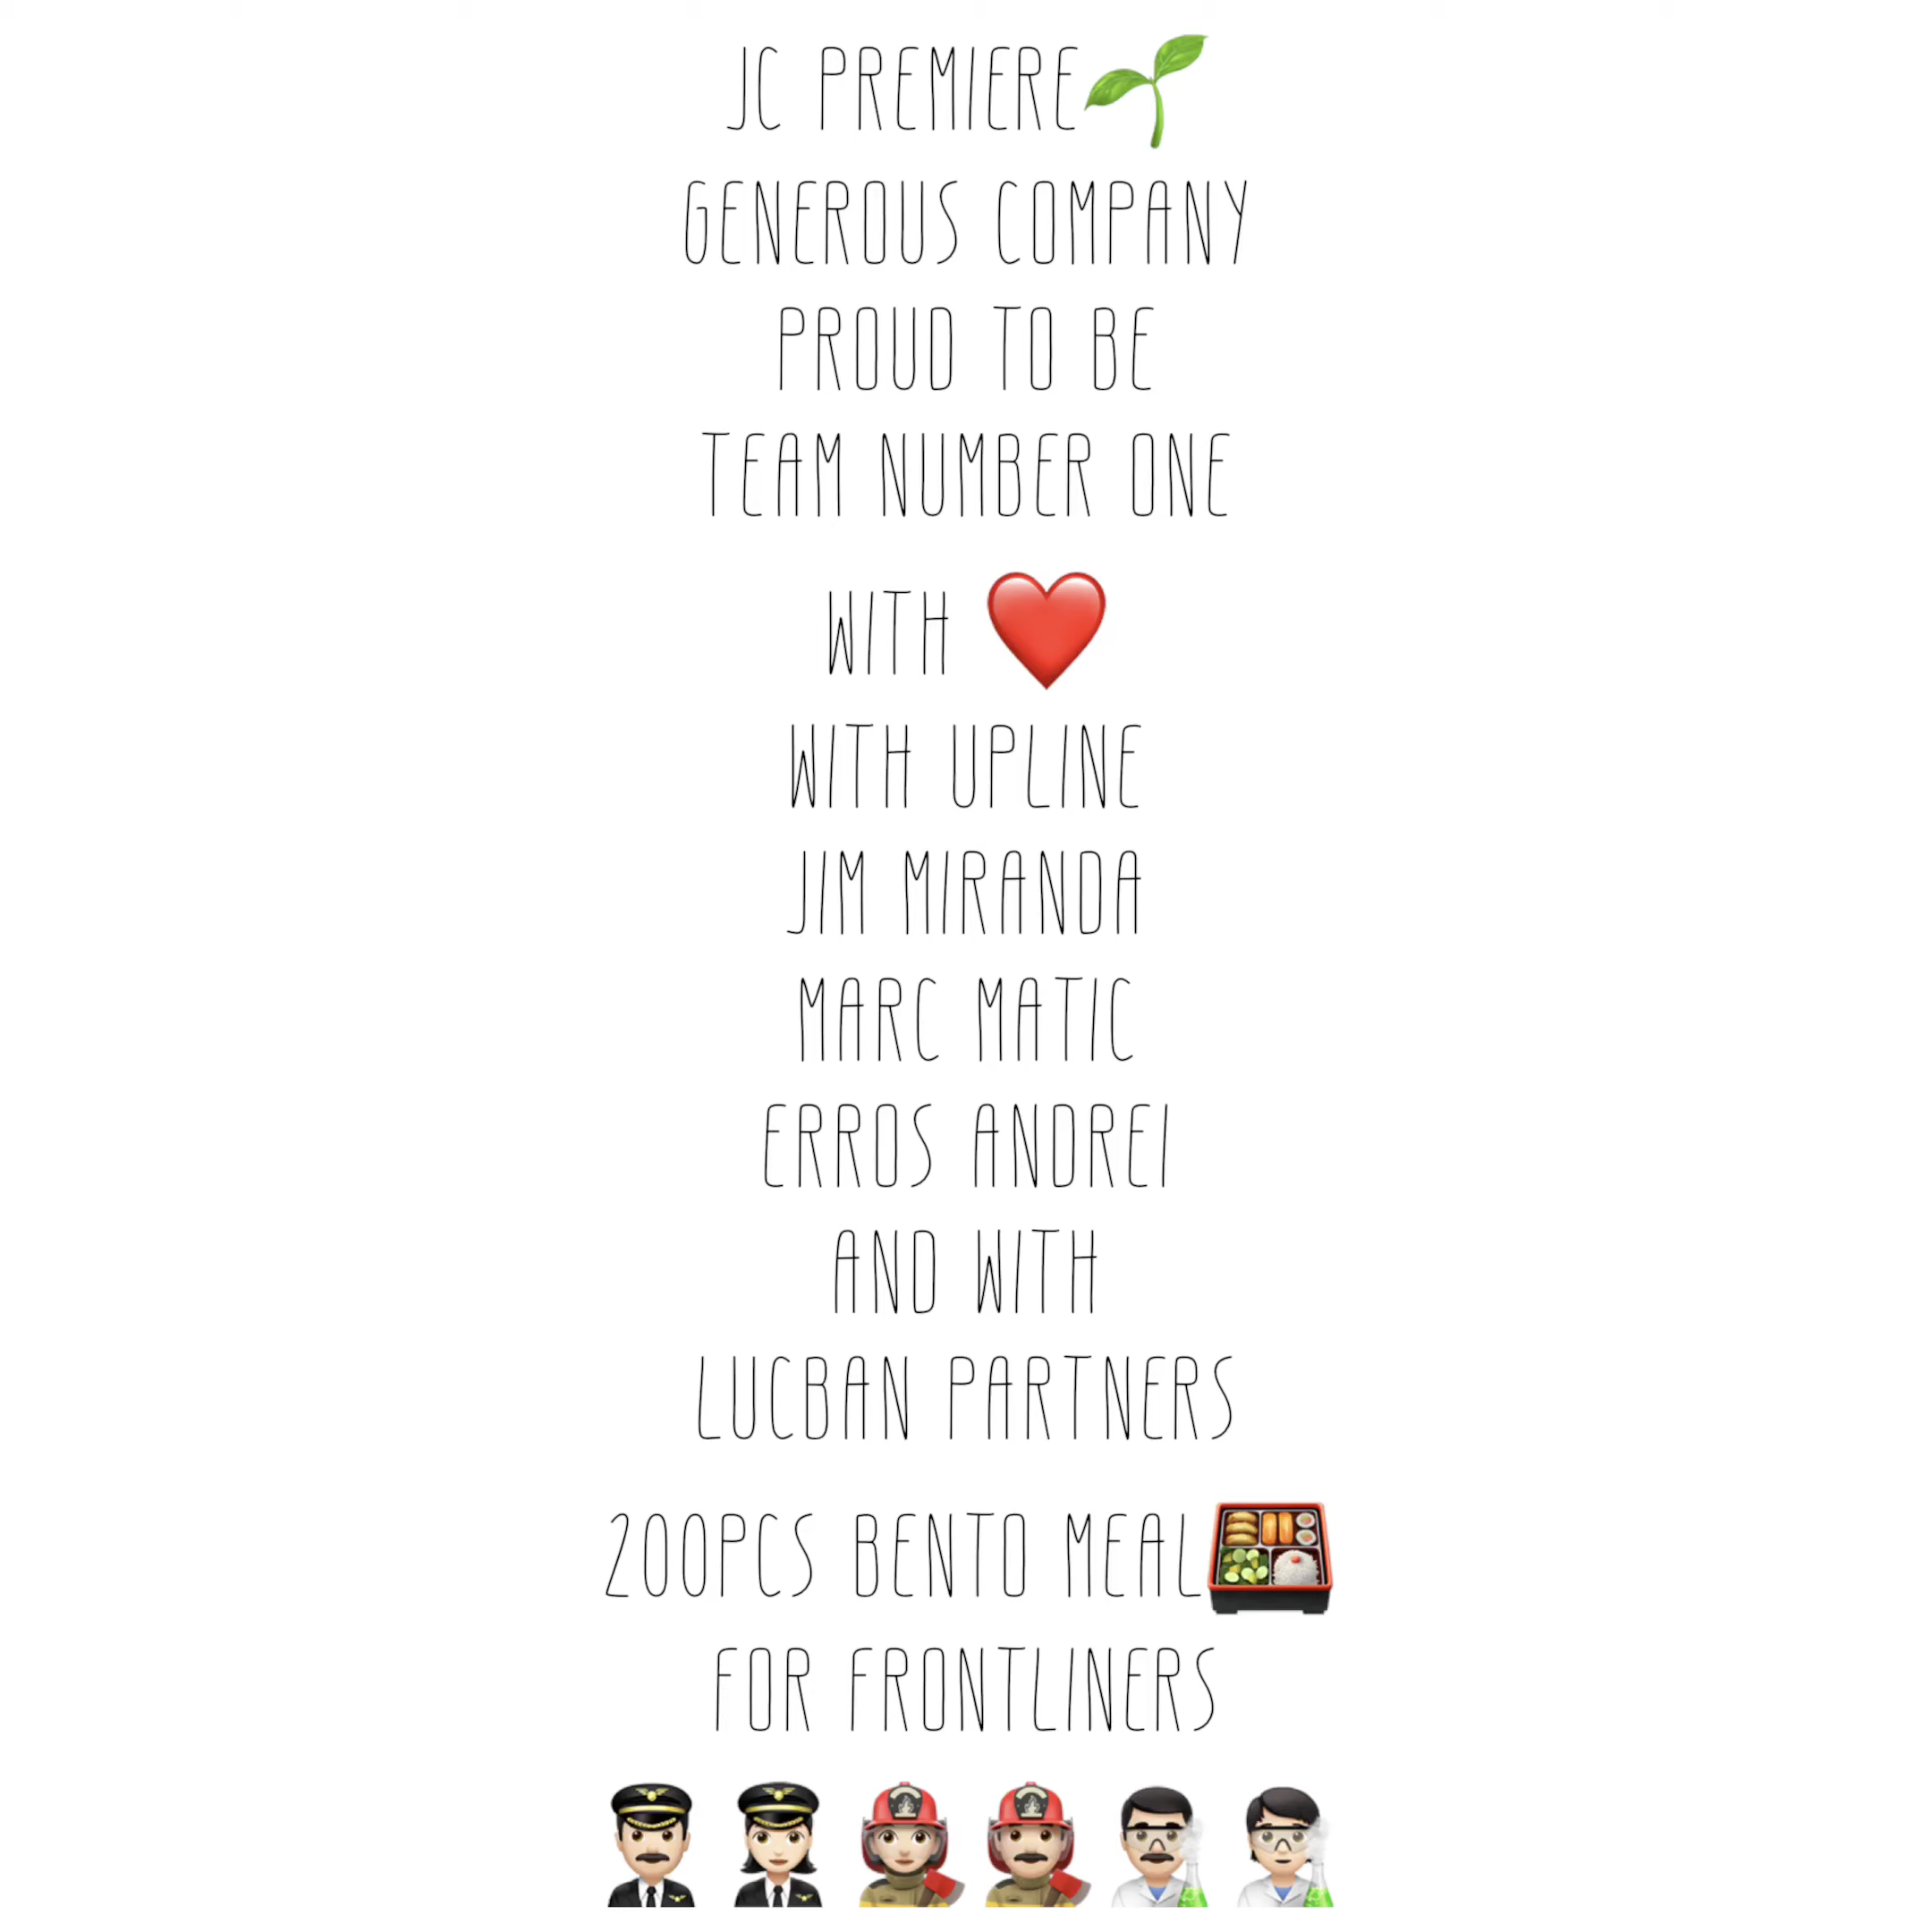 JC PREMIERE🌱
GENEROUS COMPANY
PROUD TO BE
TEAM NUMBER ONE
WITH ❤️
WITH UPLINE
JIM MIRANDA
MARC MATIC
ERROS ANDREI
AND WITH
LUCBAN PARTNERS
200PCS BENTO MEAL🍱
FOR FRONTLINERS
👨🏻‍✈️👩🏻‍✈️👩🏻‍🚒👨🏻‍🚒👨🏻‍🔬👩🏻‍🔬